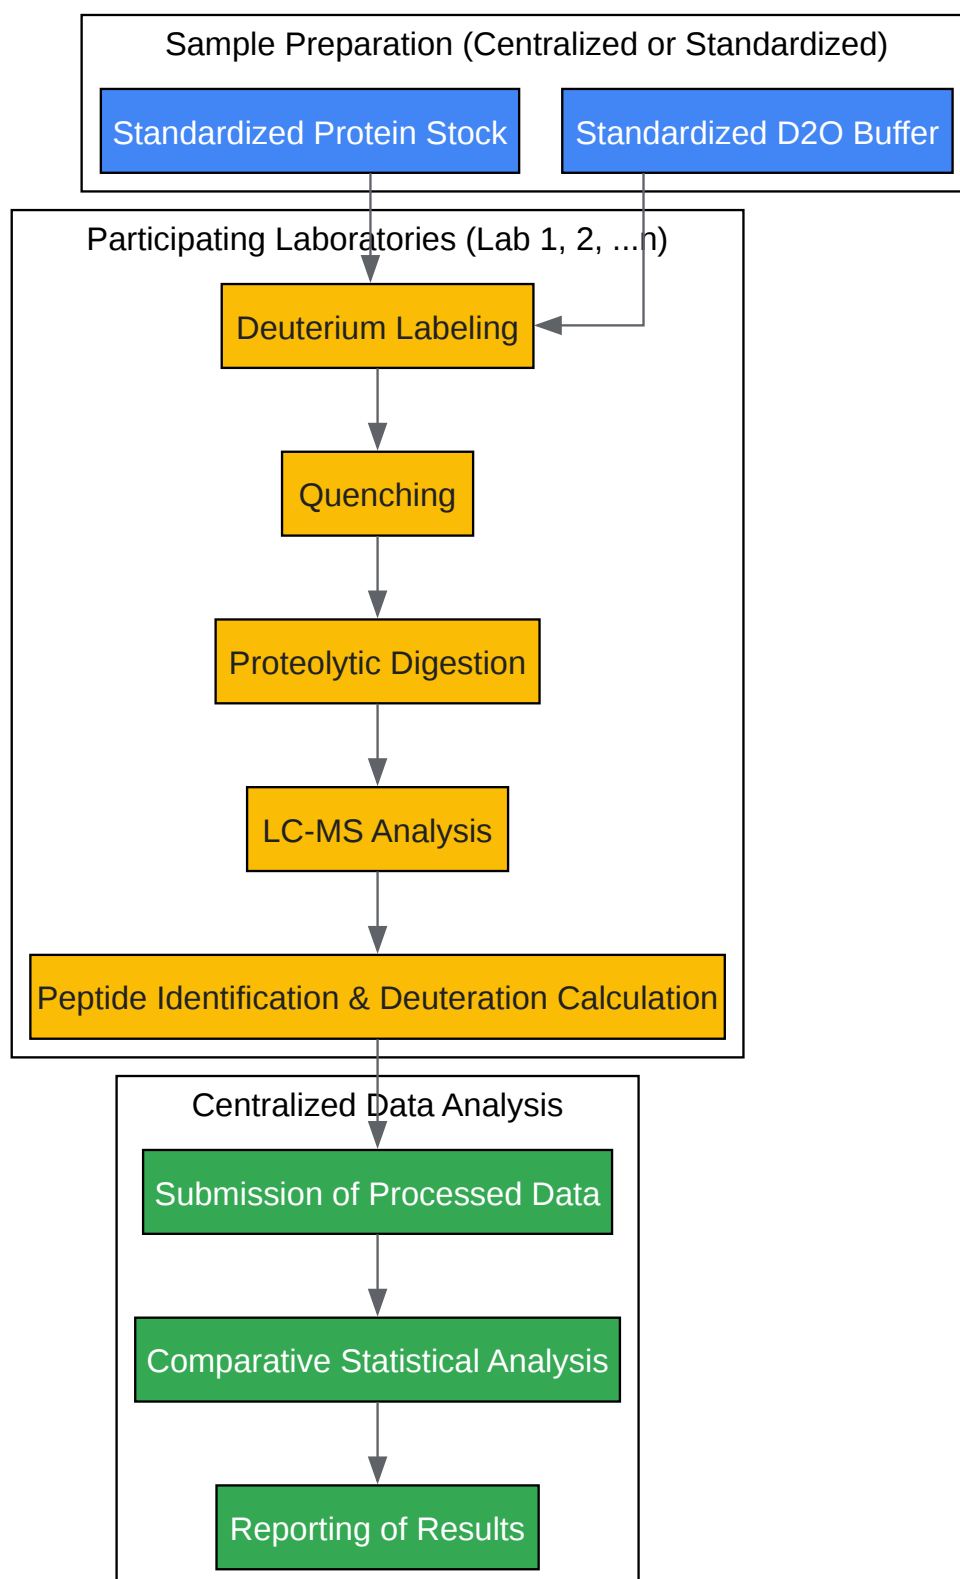 Sample Preparation (Centralized or Standardized)
Standardized Protein Stock
Standardized D2O Buffer
Participating Laboratories (Lab 1, 2, ...n)
Deuterium Labeling
Quenching
Proteolytic Digestion
LC-MS Analysis
Peptide Identification & Deuteration Calculation
Centralized Data Analysis
Submission of Processed Data
Comparative Statistical Analysis
Reporting of Results